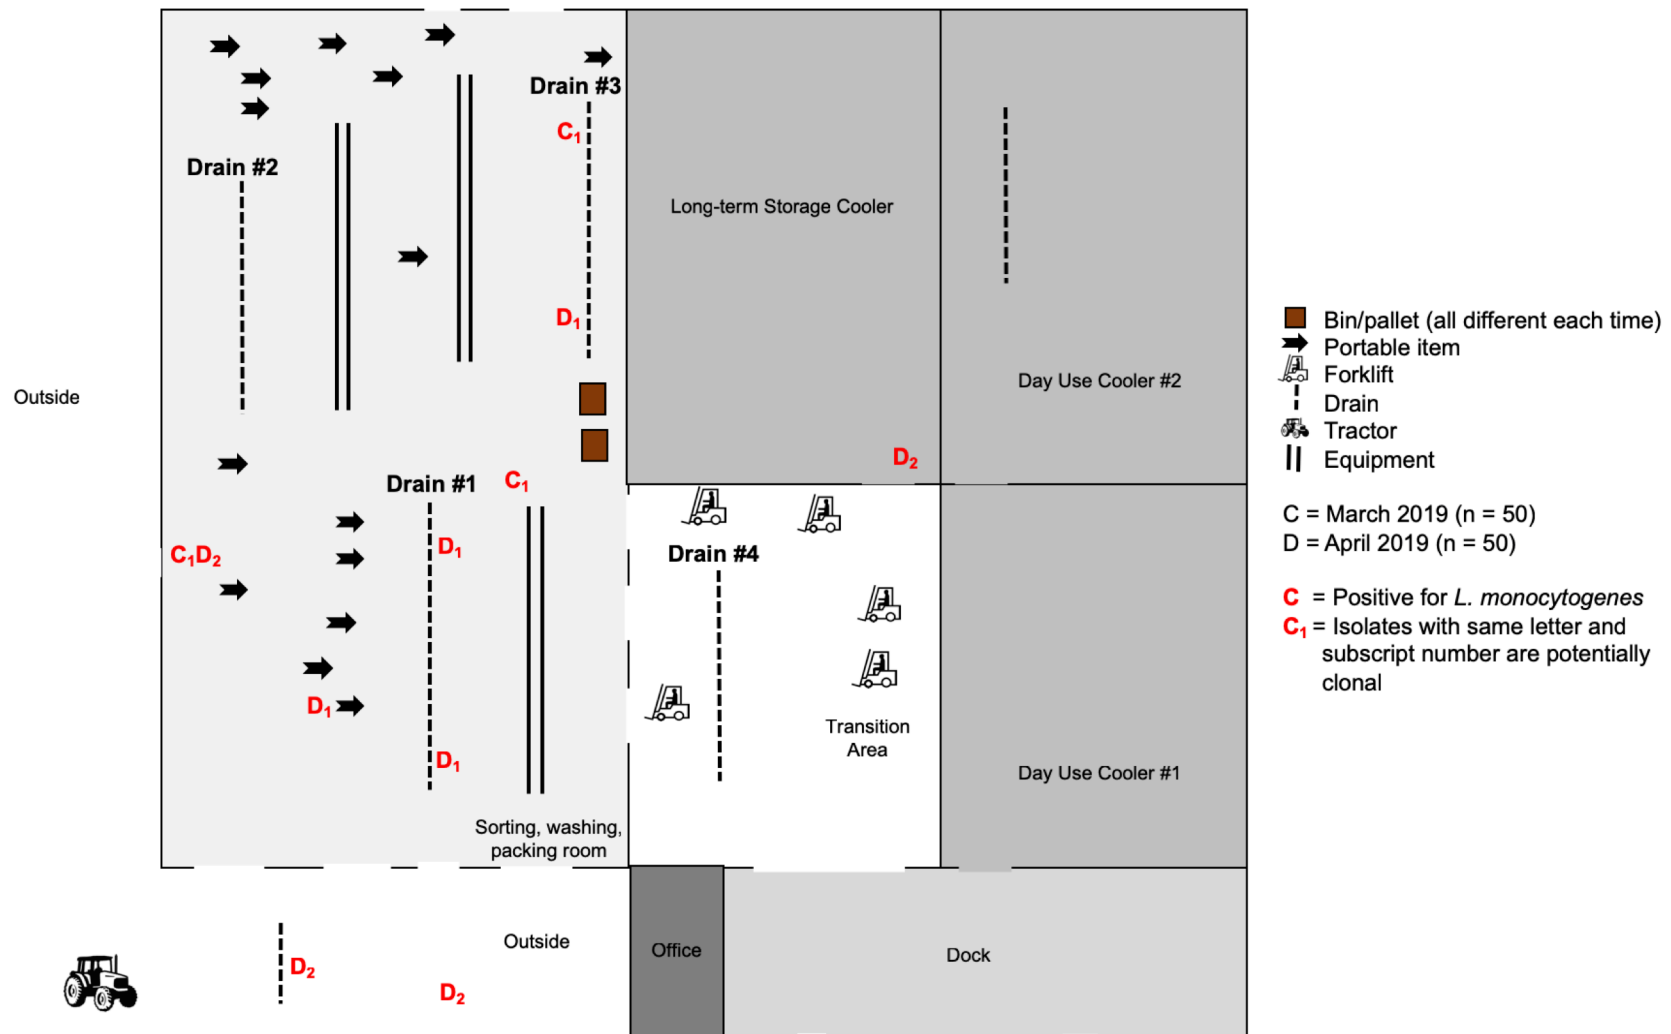 Drain #3
C₁
Drain #2
Long-term Storage Cooler
D₁
Day Use Cooler #2
Outside
D₂
Drain #1
C₁
D₁
C₁D₂
Drain #4
D₁
D₁
Transition
Area
Day Use Cooler #1
Sorting, washing,
packing room
Outside
Office
Dock
D₂
D₂
Bin/pallet (all different each time)
Portable item
Forklift
Drain
Tractor
Equipment
C = March 2019 (n = 50)
D = April 2019 (n = 50)
C = Positive for L. monocytogenes
C₁ = Isolates with same letter and
subscript number are potentially
clonal